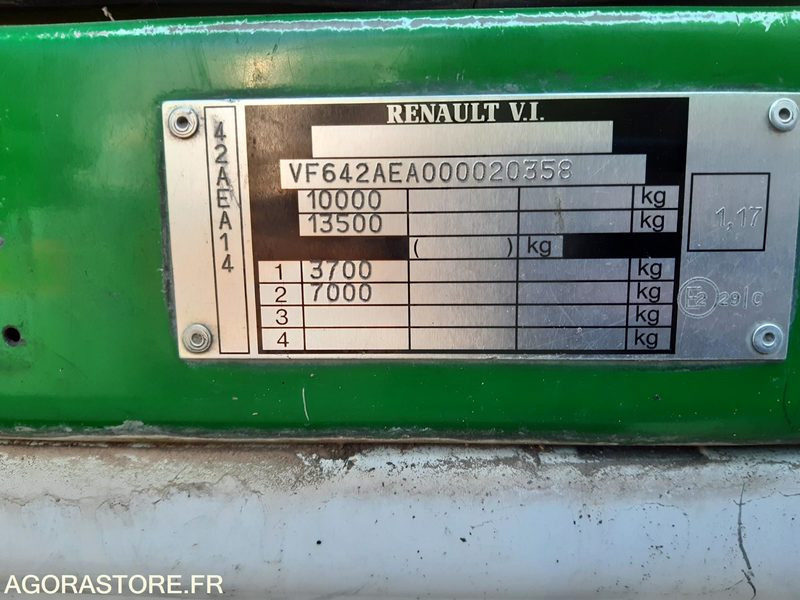 RENAULT V.I.
42AEA14
VF642AEA000020358
10000 kg
13500 kg
( ) kg
1 3700 kg
2 7000 kg
3 kg
4 kg
1,17
E2 29/C
AGORASTORE.FR